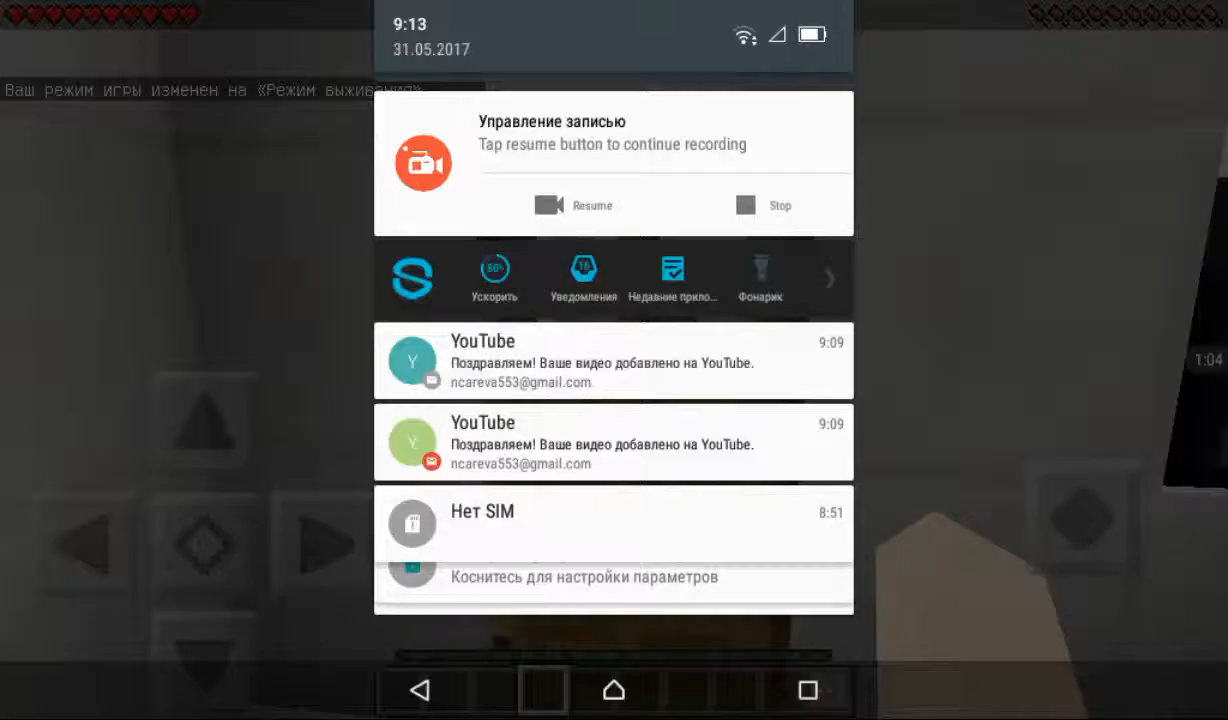 9:13
31.05.2017
Ваш режим игры изменен на «Режим выживания»
Управление записью
Tap resume button to continue recording
Resume
Stop
80%
16
Ускорить
Уведомления
Недавние прило...
Фонарик
YouTube
9:09
Y
Поздравляем! Ваше видео добавлено на YouTube.
ncareva553@gmail.com
1:04
YouTube
9:09
Y
Поздравляем! Ваше видео добавлено на YouTube.
ncareva553@gmail.com
Нет SIM
8:51
Коснитесь для настройки параметров